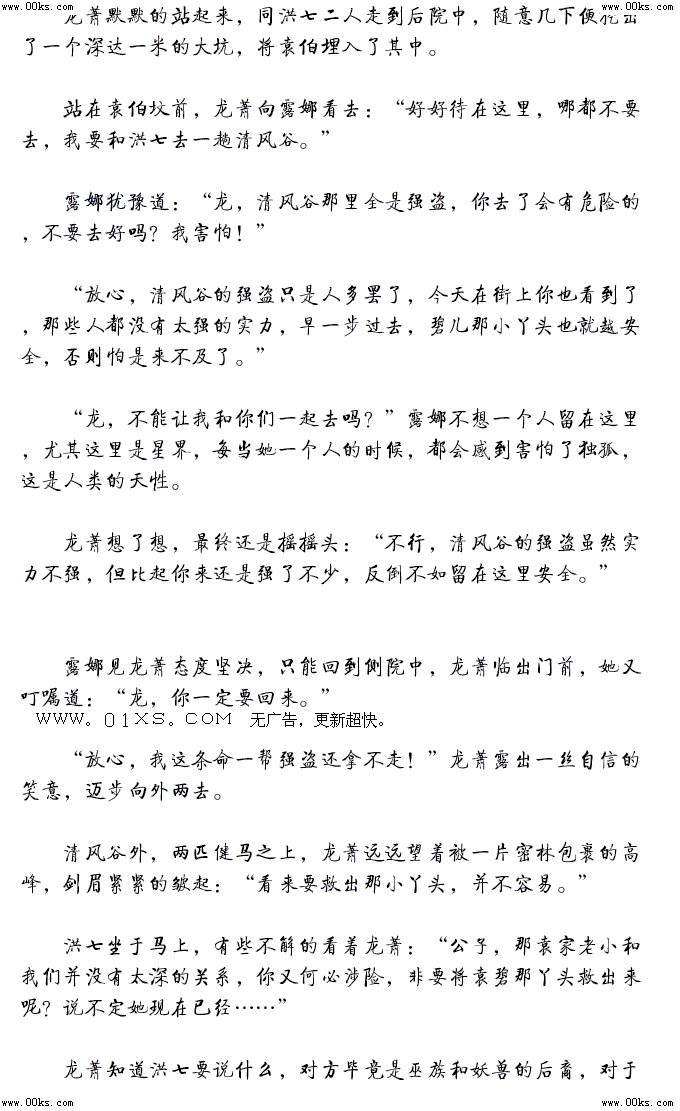 www.00ks.com www.00ks.com
龙萧默默的站起来，同洪七二人走到后院中，随意几下便挖出
了一个深达一米的大坑，将袁伯埋入了其中。
站在袁伯坟前，龙萧向露娜看去：“好好待在这里，哪都不要
去，我要和洪七去一趟清风谷。”
露娜犹豫道：“龙，清风谷那里全是强盗，你去了会有危险的
，不要去好吗？我害怕！”
“放心，清风谷的强盗只是人多罢了，今天在街上你也看到了
，那些人都没有太强的实力，早一步过去，碧儿那小丫头也就越安
全，否则怕是来不及了。”
“龙，不能让我和你们一起去吗？”露娜不想一个人留在这里
，尤其这里是星界，每当她一个人的时候，都会感到害怕了独孤，
这是人类的天性。
龙萧想了想，最终还是摇摇头：“不行，清风谷的强盗虽然实
力不强，但比起你来还是强了不少，反倒不如留在这里安全。”
露娜见龙萧态度坚决，只能回到侧院中，龙萧临出门前，她又
叮嘱道：“龙，你一定要回来。”
WWW。01XS。COM 无广告，更新超快。
“放心，我这条命一帮强盗还拿不走！”龙萧露出一丝自信的
笑意，迈步向外两去。
清风谷外，两匹健马之上，龙萧远远望着被一片密林包裹的高
峰，剑眉紧紧的皱起：“看来要救出那小丫头，并不容易。”
洪七坐于马上，有些不解的看着龙萧：“公子，那袁家老小和
我们并没有太深的关系，你又何必涉险，非要将袁碧那丫头救出来
呢？说不定她现在已经……”
龙萧知道洪七要说什么，对方毕竟是巫族和妖兽的后裔，对于
www.00ks.com www.00ks.com